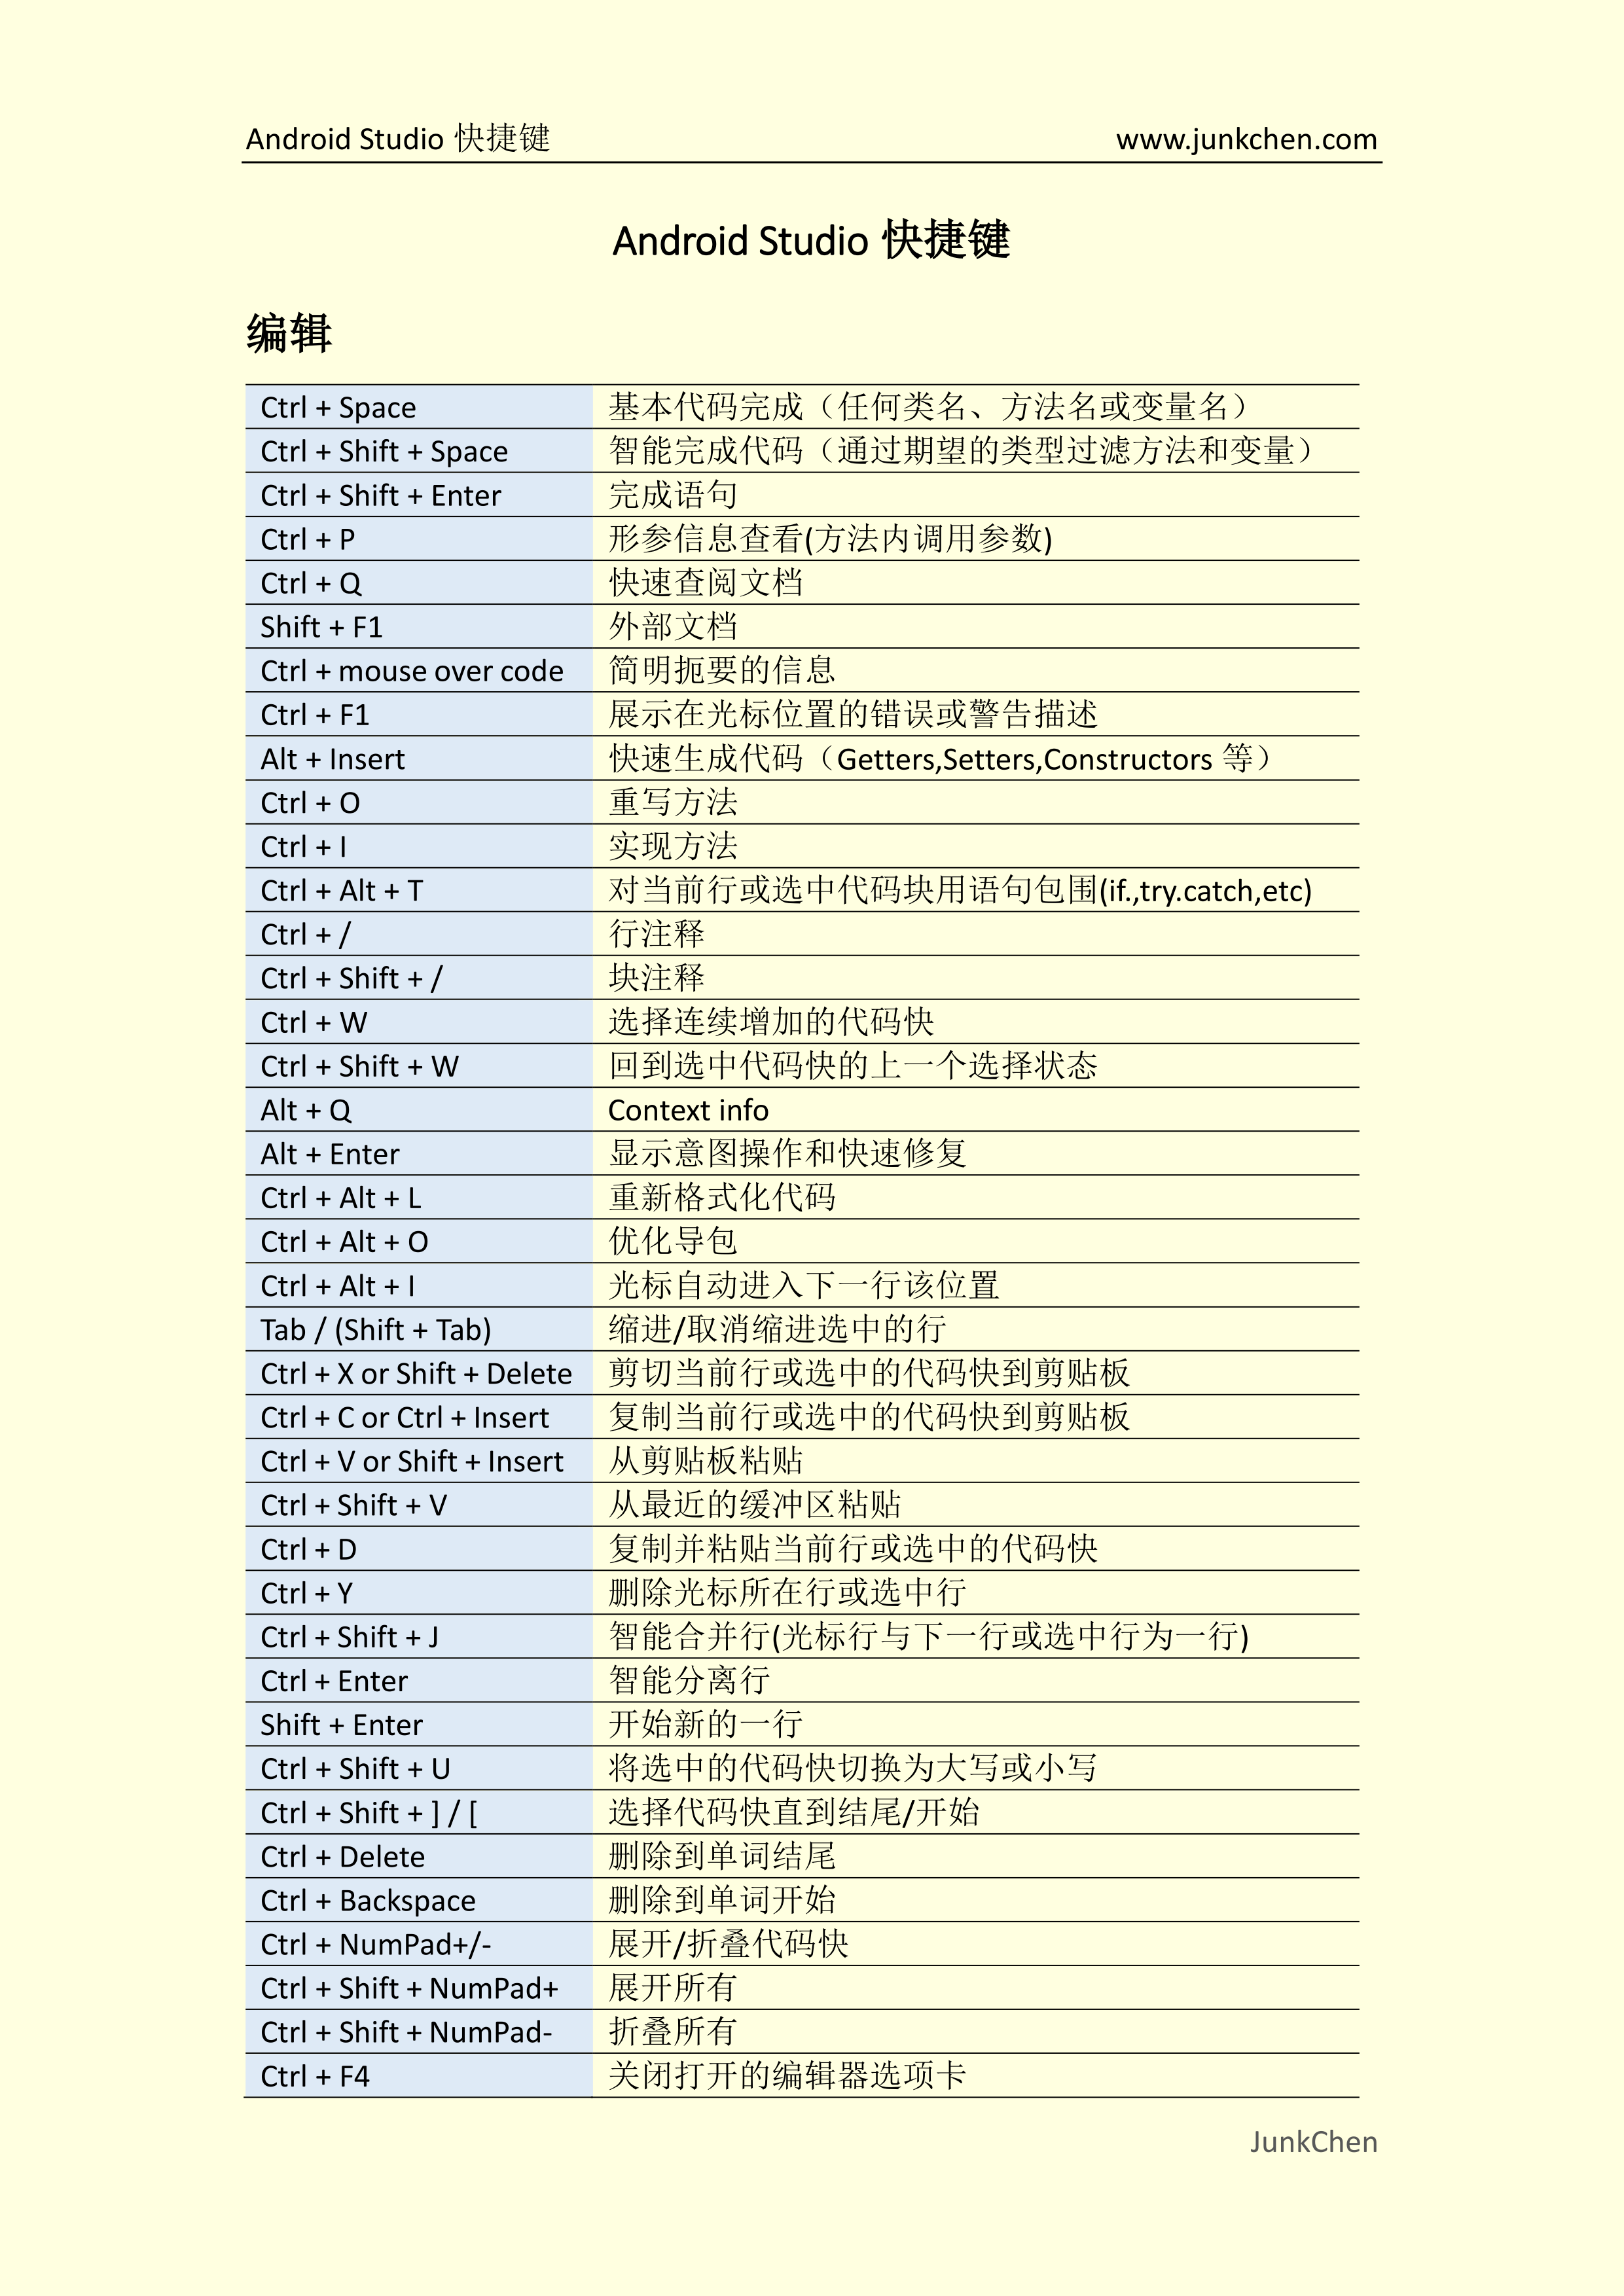 Android Studio 快捷键 www.junkchen.com
Android Studio 快捷键
编辑
Ctrl + Space 基本代码完成（任何类名、方法名或变量名）
Ctrl + Shift + Space 智能完成代码（通过期望的类型过滤方法和变量）
Ctrl + Shift + Enter 完成语句
Ctrl + P 形参信息查看(方法内调用参数)
Ctrl + Q 快速查阅文档
Shift + F1 外部文档
Ctrl + mouse over code 简明扼要的信息
Ctrl + F1 展示在光标位置的错误或警告描述
Alt + Insert 快速生成代码（Getters,Setters,Constructors 等）
Ctrl + O 重写方法
Ctrl + I 实现方法
Ctrl + Alt + T 对当前行或选中代码块用语句包围(if.,try.catch,etc)
Ctrl + / 行注释
Ctrl + Shift + / 块注释
Ctrl + W 选择连续增加的代码快
Ctrl + Shift + W 回到选中代码快的上一个选择状态
Alt + Q Context info
Alt + Enter 显示意图操作和快速修复
Ctrl + Alt + L 重新格式化代码
Ctrl + Alt + O 优化导包
Ctrl + Alt + I 光标自动进入下一行该位置
Tab / (Shift + Tab) 缩进/取消缩进选中的行
Ctrl + X or Shift + Delete 剪切当前行或选中的代码快到剪贴板
Ctrl + C or Ctrl + Insert 复制当前行或选中的代码快到剪贴板
Ctrl + V or Shift + Insert 从剪贴板粘贴
Ctrl + Shift + V 从最近的缓冲区粘贴
Ctrl + D 复制并粘贴当前行或选中的代码快
Ctrl + Y 删除光标所在行或选中行
Ctrl + Shift + J 智能合并行(光标行与下一行或选中行为一行)
Ctrl + Enter 智能分离行
Shift + Enter 开始新的一行
Ctrl + Shift + U 将选中的代码快切换为大写或小写
Ctrl + Shift + ] / [ 选择代码快直到结尾/开始
Ctrl + Delete 删除到单词结尾
Ctrl + Backspace 删除到单词开始
Ctrl + NumPad+/- 展开/折叠代码快
Ctrl + Shift + NumPad+ 展开所有
Ctrl + Shift + NumPad- 折叠所有
Ctrl + F4 关闭打开的编辑器选项卡
JunkChen